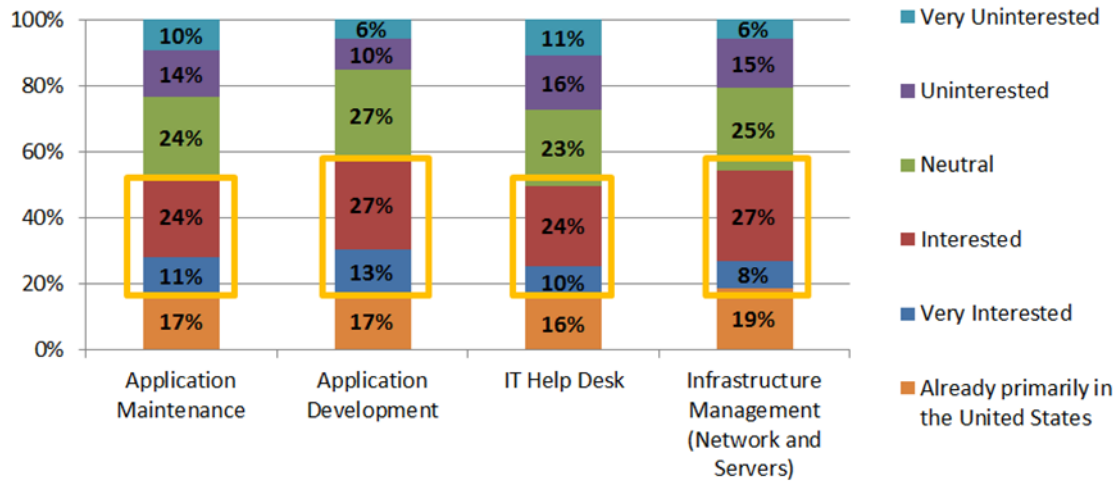 100%
80%
60%
40%
20%
0%
10%
14%
24%
24%
11%
17%
6%
10%
27%
27%
13%
17%
11%
16%
23%
24%
10%
16%
6%
15%
25%
27%
8%
19%
Application
Maintenance
Application
Development
IT Help Desk
Infrastructure
Management
(Network and
Servers)
Very Uninterested
Uninterested
Neutral
Interested
Very Interested
Already primarily in
the United States